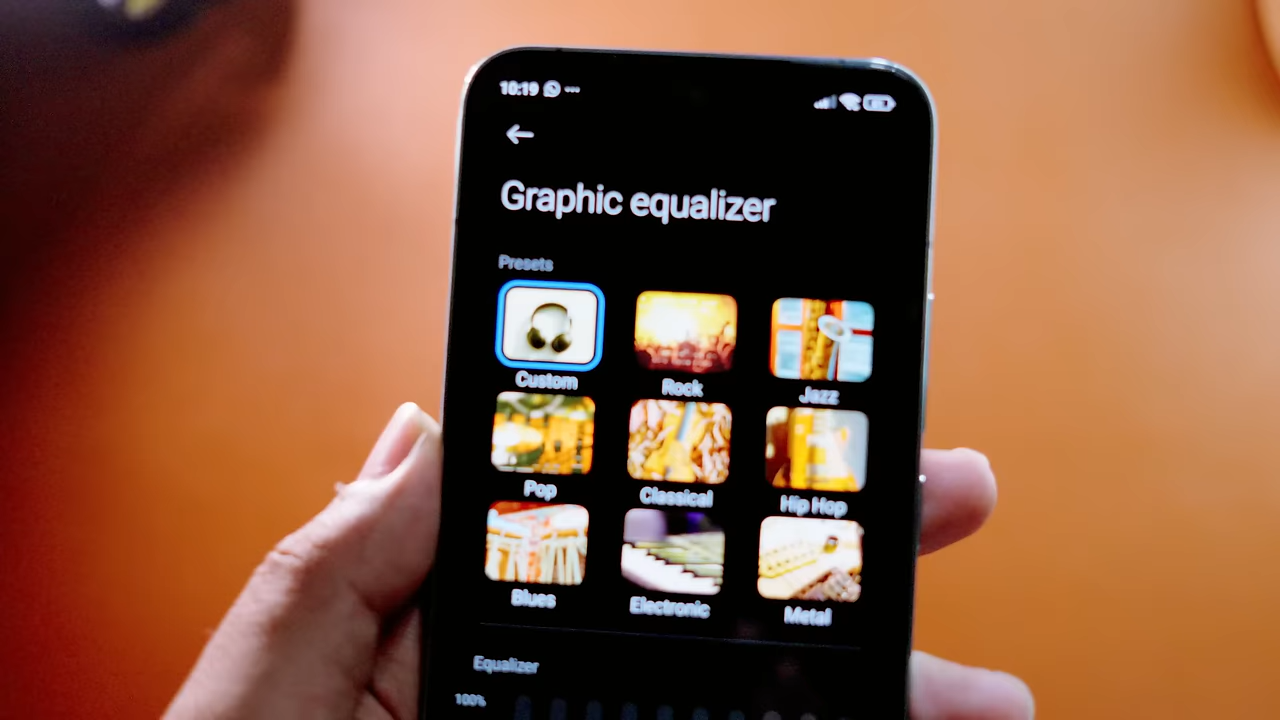 10:19 ...
Graphic equalizer
Presets
Custom Rock Jazz
Pop Classical Hip Hop
Blues Electronic Metal
Equalizer
100%